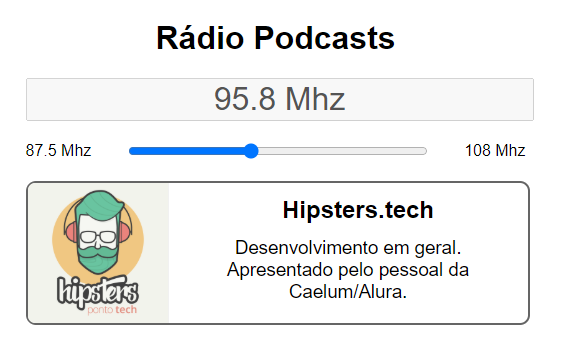 Rádio Podcasts
95.8 Mhz
87.5 Mhz
108 Mhz
Hipsters.tech
Desenvolvimento em geral.
Apresentado pelo pessoal da
Caelum/Alura.
hipsters
ponto tech